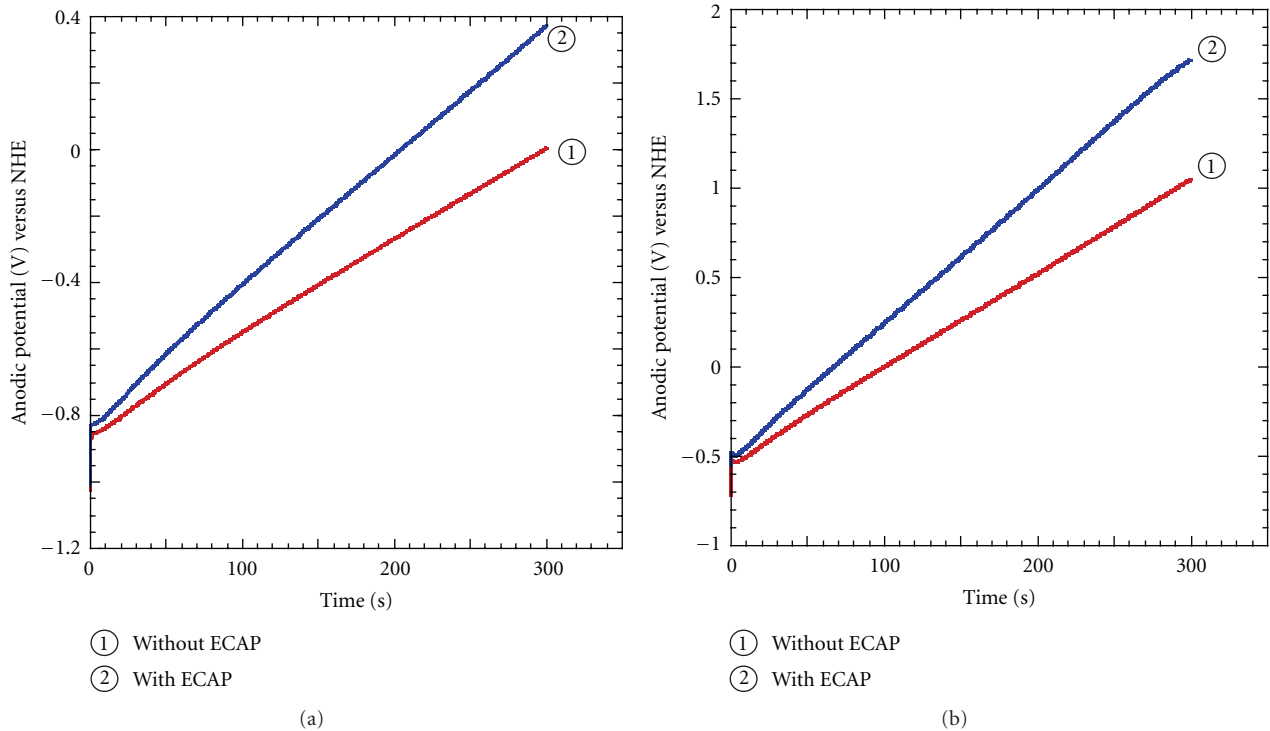 0.4
0
−0.4
−0.8
−1.2
Anodic potential (V) versus NHE
0
100
200
300
Time (s)
2
1
1 Without ECAP
2 With ECAP
(a)
2
1.5
1
0.5
0
−0.5
−1
Anodic potential (V) versus NHE
0
100
200
300
Time (s)
2
1
1 Without ECAP
2 With ECAP
(b)